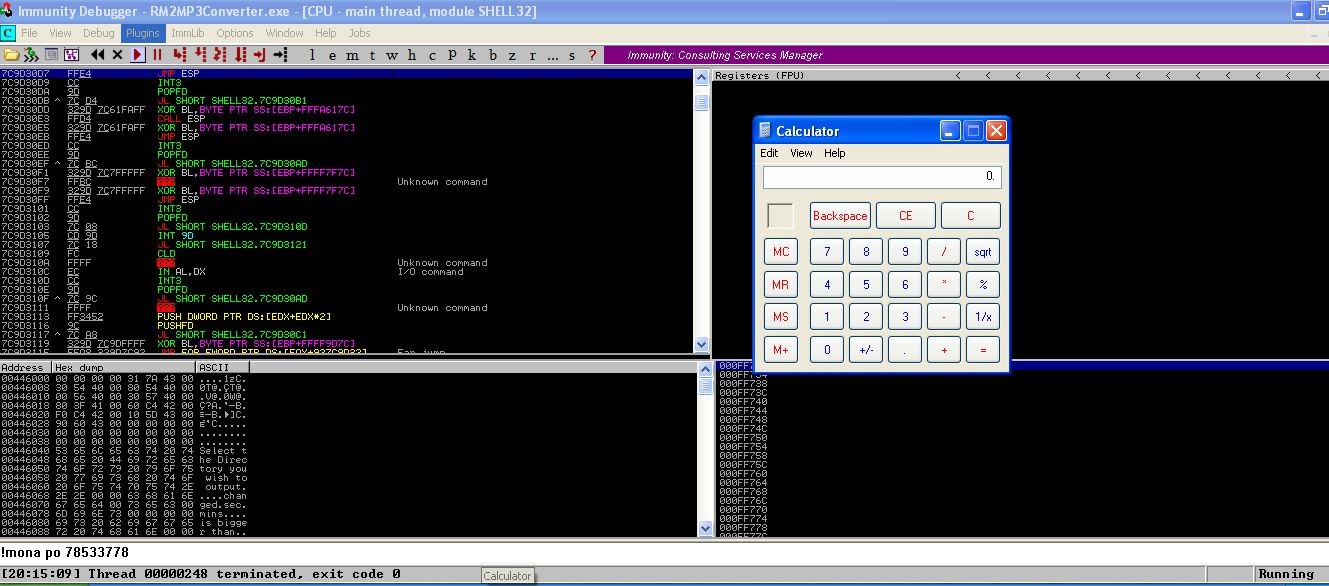 Immunity Debugger - RM2MP3Converter.exe - [CPU - main thread, module SHELL32]
C File View Debug Plugins ImmLib Options Window Help Jobs
l e m t w h c P k b z r ... s ? Immunity: Consulting Services Manager
7C9D30D7 FFE4 JMP ESP
7C9D30D9 CC INT3
7C9D30DA 9D POPFD
7C9D30DB ^ 7C D4 JL SHORT SHELL32.7C9D30B1
7C9D30DD 329D 7C61FAFF XOR BL,BYTE PTR SS:[EBP+FFFA617C]
7C9D30E3 FFD4 CALL ESP
7C9D30E5 329D 7C61FAFF XOR BL,BYTE PTR SS:[EBP+FFFA617C]
7C9D30EB FFE4 JMP ESP
7C9D30ED CC INT3
7C9D30EE 9D POPFD
7C9D30EF ^ 7C BC JL SHORT SHELL32.7C9D30AD
7C9D30F1 329D 7C7FFFFF XOR BL,BYTE PTR SS:[EBP+FFFF7F7C]
7C9D30F7 FFBC ??? Unknown command
7C9D30F9 329D 7C7FFFFF XOR BL,BYTE PTR SS:[EBP+FFFF7F7C]
7C9D30FF FFE4 JMP ESP
7C9D3101 CC INT3
7C9D3102 9D POPFD
7C9D3103 7C 08 JL SHORT SHELL32.7C9D310D
7C9D3105 CD 9D INT 9D
7C9D3107 7C 18 JL SHORT SHELL32.7C9D3121
7C9D3109 FC CLD
7C9D310A FFFF ??? Unknown command
7C9D310C EC IN AL,DX I/O command
7C9D310D CC INT3
7C9D310E 9D POPFD
7C9D310F ^ 7C 9C JL SHORT SHELL32.7C9D30AD
7C9D3111 FFFF ??? Unknown command
7C9D3113 FF3452 PUSH DWORD PTR DS:[EDX+EDX*2]
7C9D3116 9C PUSHFD
7C9D3117 ^ 7C A8 JL SHORT SHELL32.7C9D30C1
7C9D3119 329D 7C9DFFFF XOR BL,BYTE PTR SS:[EBP+FFFF9D7C]
Registers (FPU) < < < < < < < < < < < < <
Calculator
Edit View Help
0.
Backspace CE C
MC 7 8 9 / sqrt
MR 4 5 6 * %
MS 1 2 3 - 1/x
M+ 0 +/- . + =
Address Hex dump ASCII
00446000 00 00 00 00 31 7A 43 00 ....1zC.
00446008 30 54 40 00 80 54 40 00 0T@.ÇT@.
00446010 00 56 40 00 30 57 40 00 .V@.0W@.
00446018 80 3F 41 00 60 C4 42 00 Ç?A.`─B.
00446020 F0 C4 42 00 10 5D 43 00 ≡─B.►]C.
00446028 90 60 43 00 00 00 00 00 É`C.....
00446030 00 00 00 00 00 00 00 00 ........
00446038 00 00 00 00 00 00 00 00 ........
00446040 53 65 6C 65 63 74 20 74 Select t
00446048 68 65 20 44 69 72 65 63 he Direc
00446050 74 6F 72 79 20 79 6F 75 tory you
00446058 20 77 69 73 68 20 74 6F wish to
00446060 20 6F 75 74 70 75 74 2E output.
00446068 2E 2E 00 00 63 68 61 6E ....chan
00446070 67 65 64 00 73 65 63 00 ged.sec.
00446078 6D 69 6E 73 00 00 00 00 mins....
00446080 69 73 20 62 69 67 67 65 is bigge
00446088 72 20 74 68 61 6E 00 00 r than..
000FF738
000FF73C
000FF740
000FF744
000FF748
000FF74C
000FF750
000FF754
000FF758
000FF75C
000FF760
000FF764
000FF768
000FF76C
000FF770
000FF774
000FF778
!mona po 78533778
[20:15:09] Thread 00000248 terminated, exit code 0
Calculator
Running